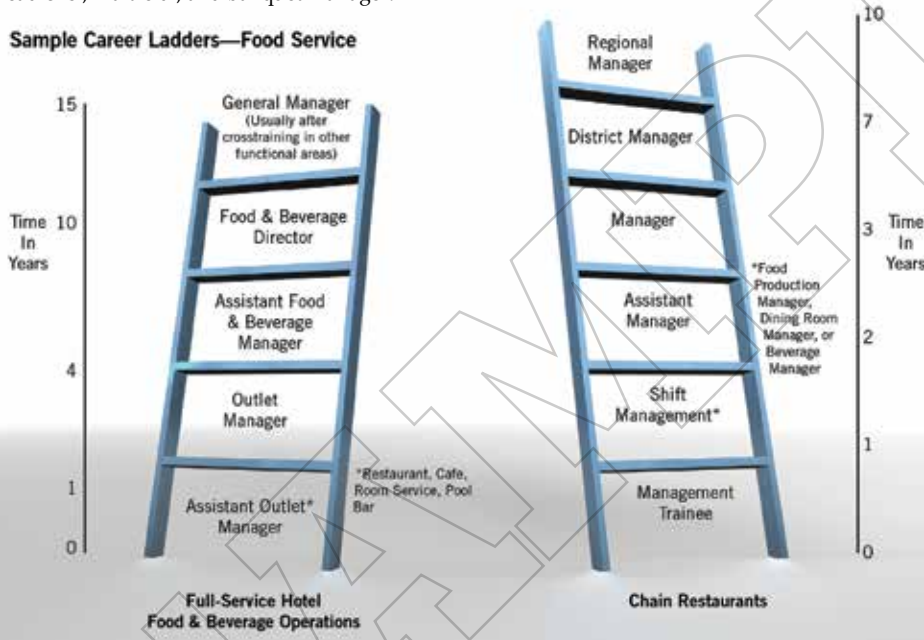 Sample Career Ladders—Food Service
15
10
4
1
0
Time
In
Years
General Manager
(Usually after
crosstraining in other
functional areas)
Food & Beverage
Director
Assistant Food
& Beverage
Manager
Outlet
Manager
Assistant Outlet*
Manager
*Restaurant, Cafe,
Room Service, Pool
Bar
Full-Service Hotel
Food & Beverage Operations
Regional
Manager
District Manager
Manager
Assistant
Manager
Shift
Management*
Management
Trainee
*Food
Production
Manager,
Dining Room
Manager, or
Beverage
Manager
10
7
3
2
1
0
Time
In
Years
Chain Restaurants